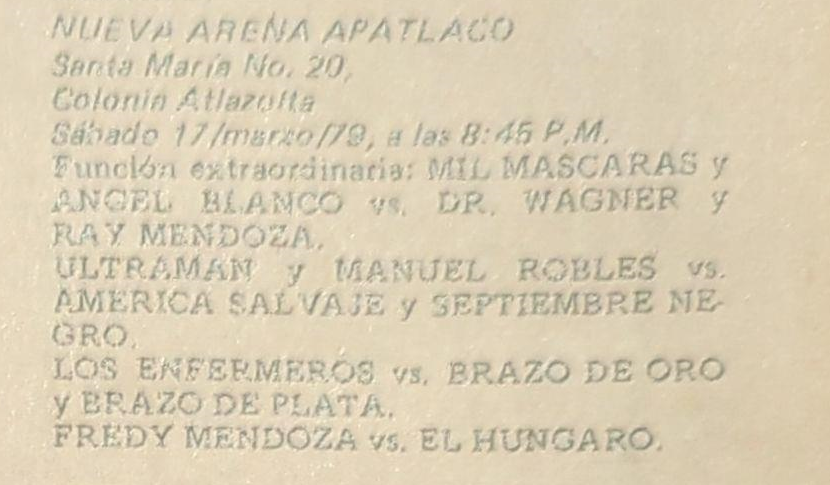 NUEVA ARENA APATLACO
Santa María No. 20,
Colonia Atlazolpa
Sábado 17/marzo/79, a las 8:45 P.M.
Función extraordinaria: MIL MASCARAS y
ANGEL BLANCO vs. DR. WAGNER y
RAY MENDOZA.
ULTRAMAN y MANUEL ROBLES vs.
AMERICA SALVAJE y SEPTIEMBRE NE-
GRO.
LOS ENFERMEROS vs. BRAZO DE ORO
y BRAZO DE PLATA.
FREDY MENDOZA vs. EL HUNGARO.